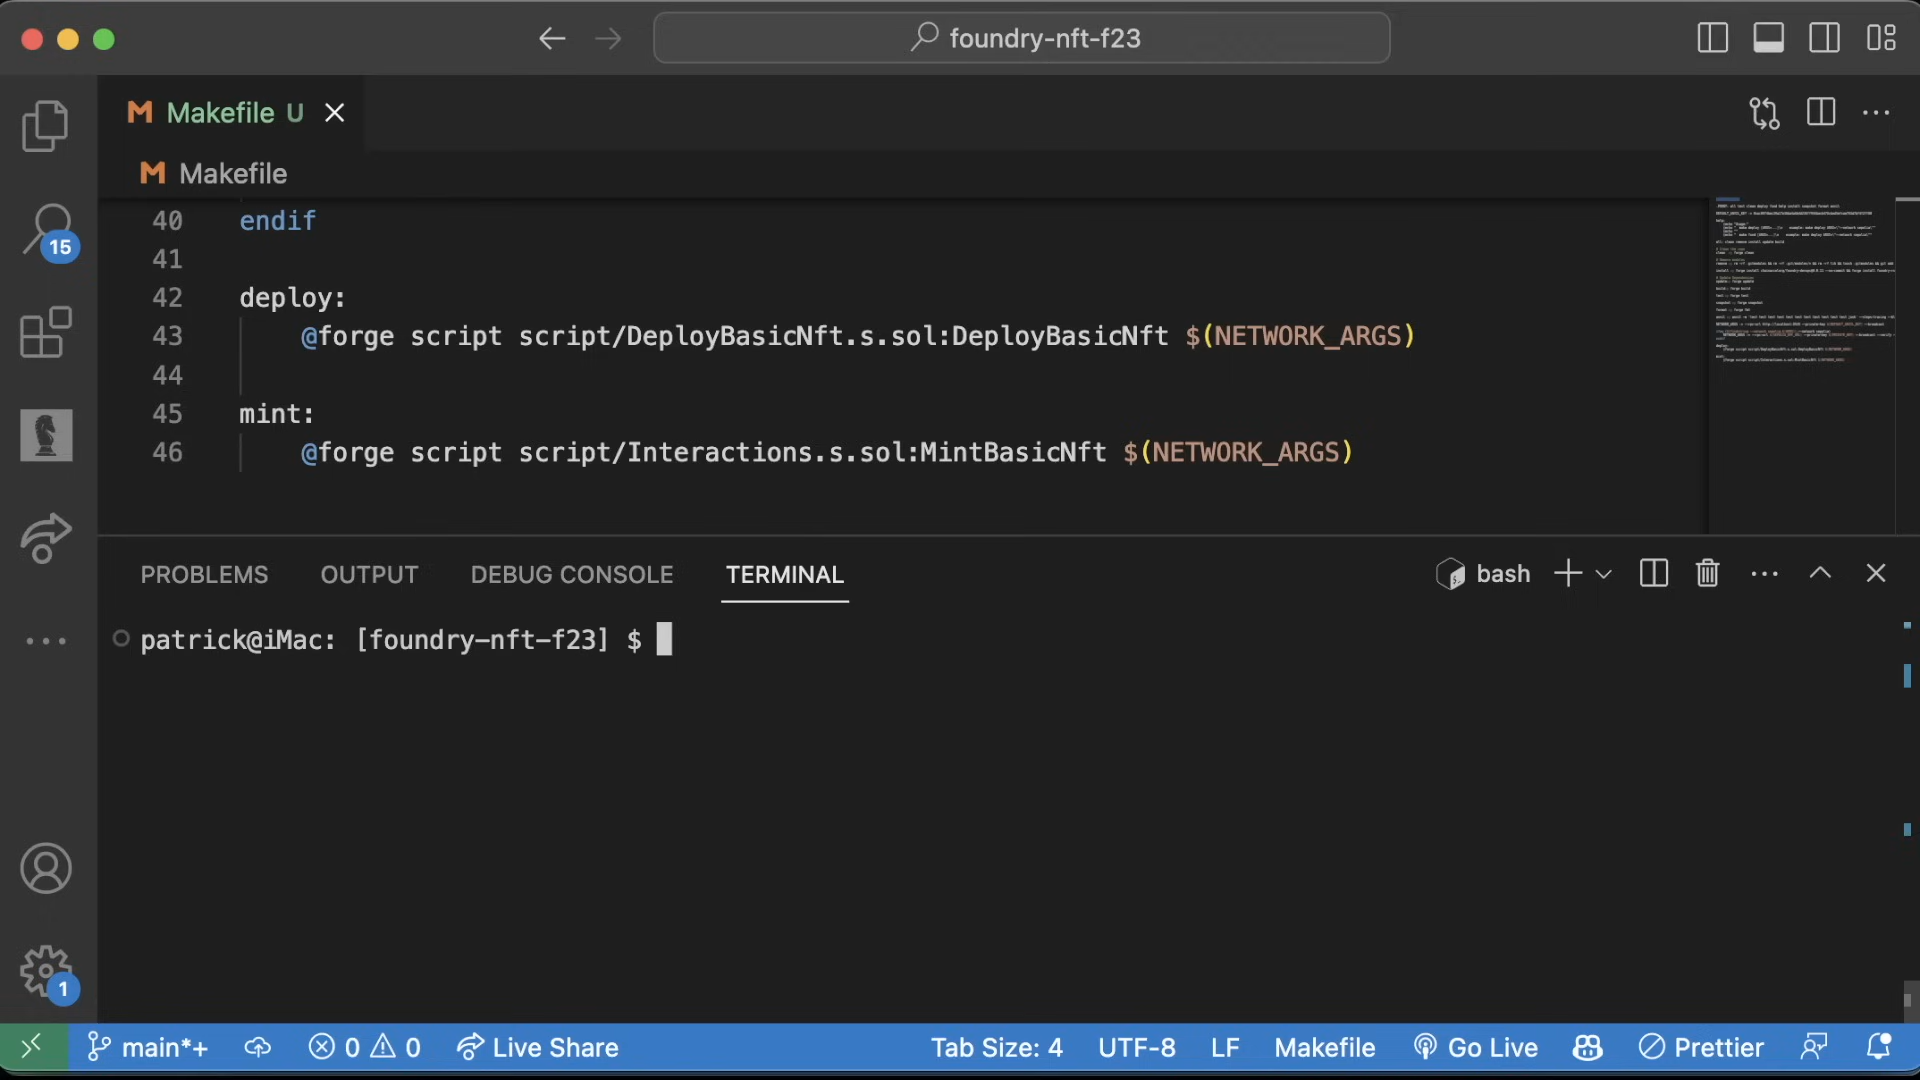 foundry-nft-f23
M Makefile U
M Makefile
40 endif
41
42 deploy:
43 @forge script script/DeployBasicNft.s.sol:DeployBasicNft $(NETWORK_ARGS)
44
45 mint:
46 @forge script script/Interactions.s.sol:MintBasicNft $(NETWORK_ARGS)
15
PROBLEMS OUTPUT DEBUG CONSOLE TERMINAL bash
patrick@iMac: [foundry-nft-f23] $
1
main*+ 0 0 Live Share Tab Size: 4 UTF-8 LF Makefile Go Live Prettier